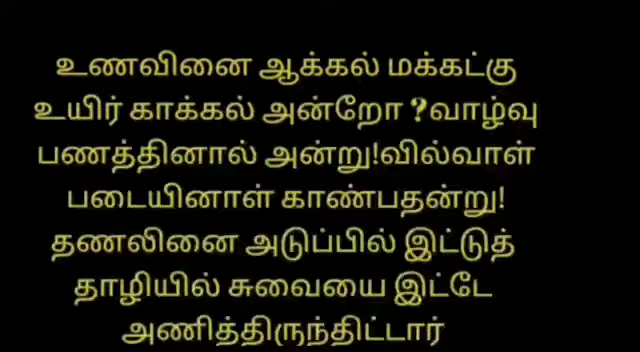 உணவினை ஆக்கல் மக்கட்கு
உயிர் காக்கல் அன்றோ ?வாழ்வு
பணத்தினால் அன்று!வில்வாள்
படையினாள் காண்பதன்று!
தணலினை அடுப்பில் இட்டுத்
தாழியில் சுவையை இட்டே
அணித்திருந்திட்டார்